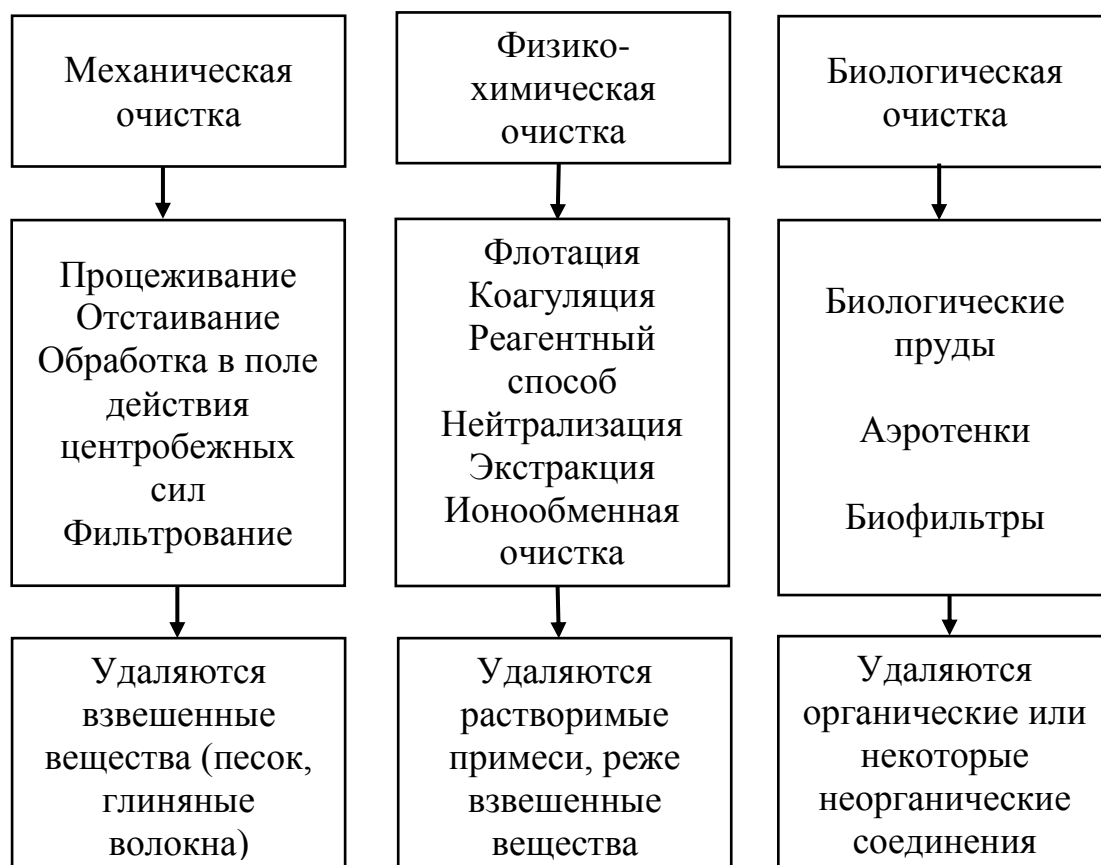 Механическая
очистка
Физико-
химическая
очистка
Биологическая
очистка
Процеживание
Отстаивание
Обработка в поле
действия
центробежных
сил
Фильтрование
Флотация
Коагуляция
Реагентный
способ
Нейтрализация
Экстракция
Ионообменная
очистка
Биологические
пруды
Аэротенки
Биофильтры
Удаляются
взвешенные
вещества (песок,
глиняные
волокна)
Удаляются
растворимые
примеси, реже
взвешенные
вещества
Удаляются
органические или
некоторые
неорганические
соединения